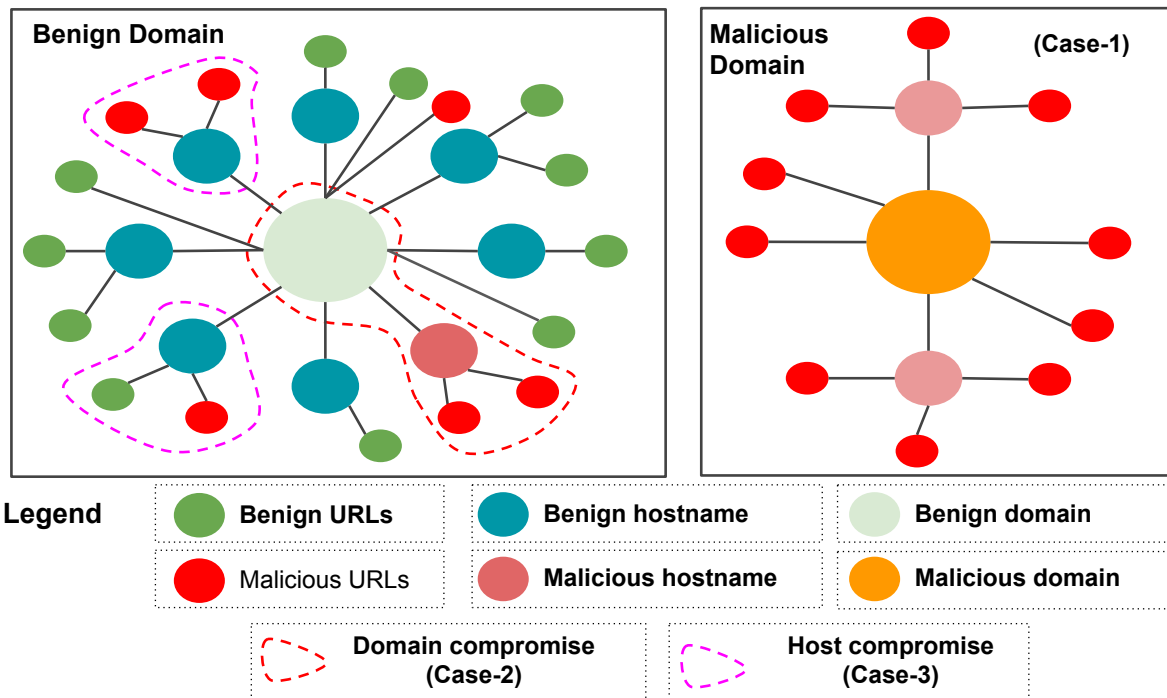 Benign Domain
Malicious
Domain
(Case-1)
Legend
Benign URLs
Benign hostname
Benign domain
Malicious URLs
Malicious hostname
Malicious domain
Domain compromise
(Case-2)
Host compromise
(Case-3)